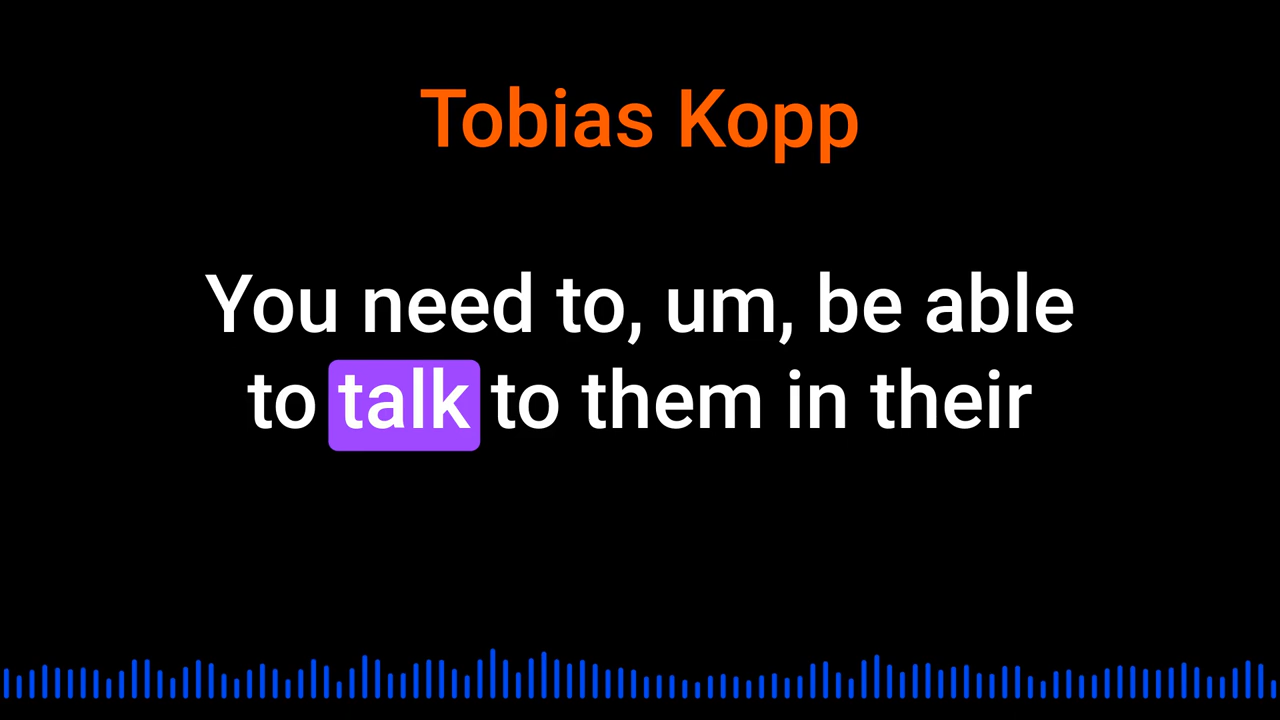 Tobias Kopp
You need to, um, be able
to talk to them in their